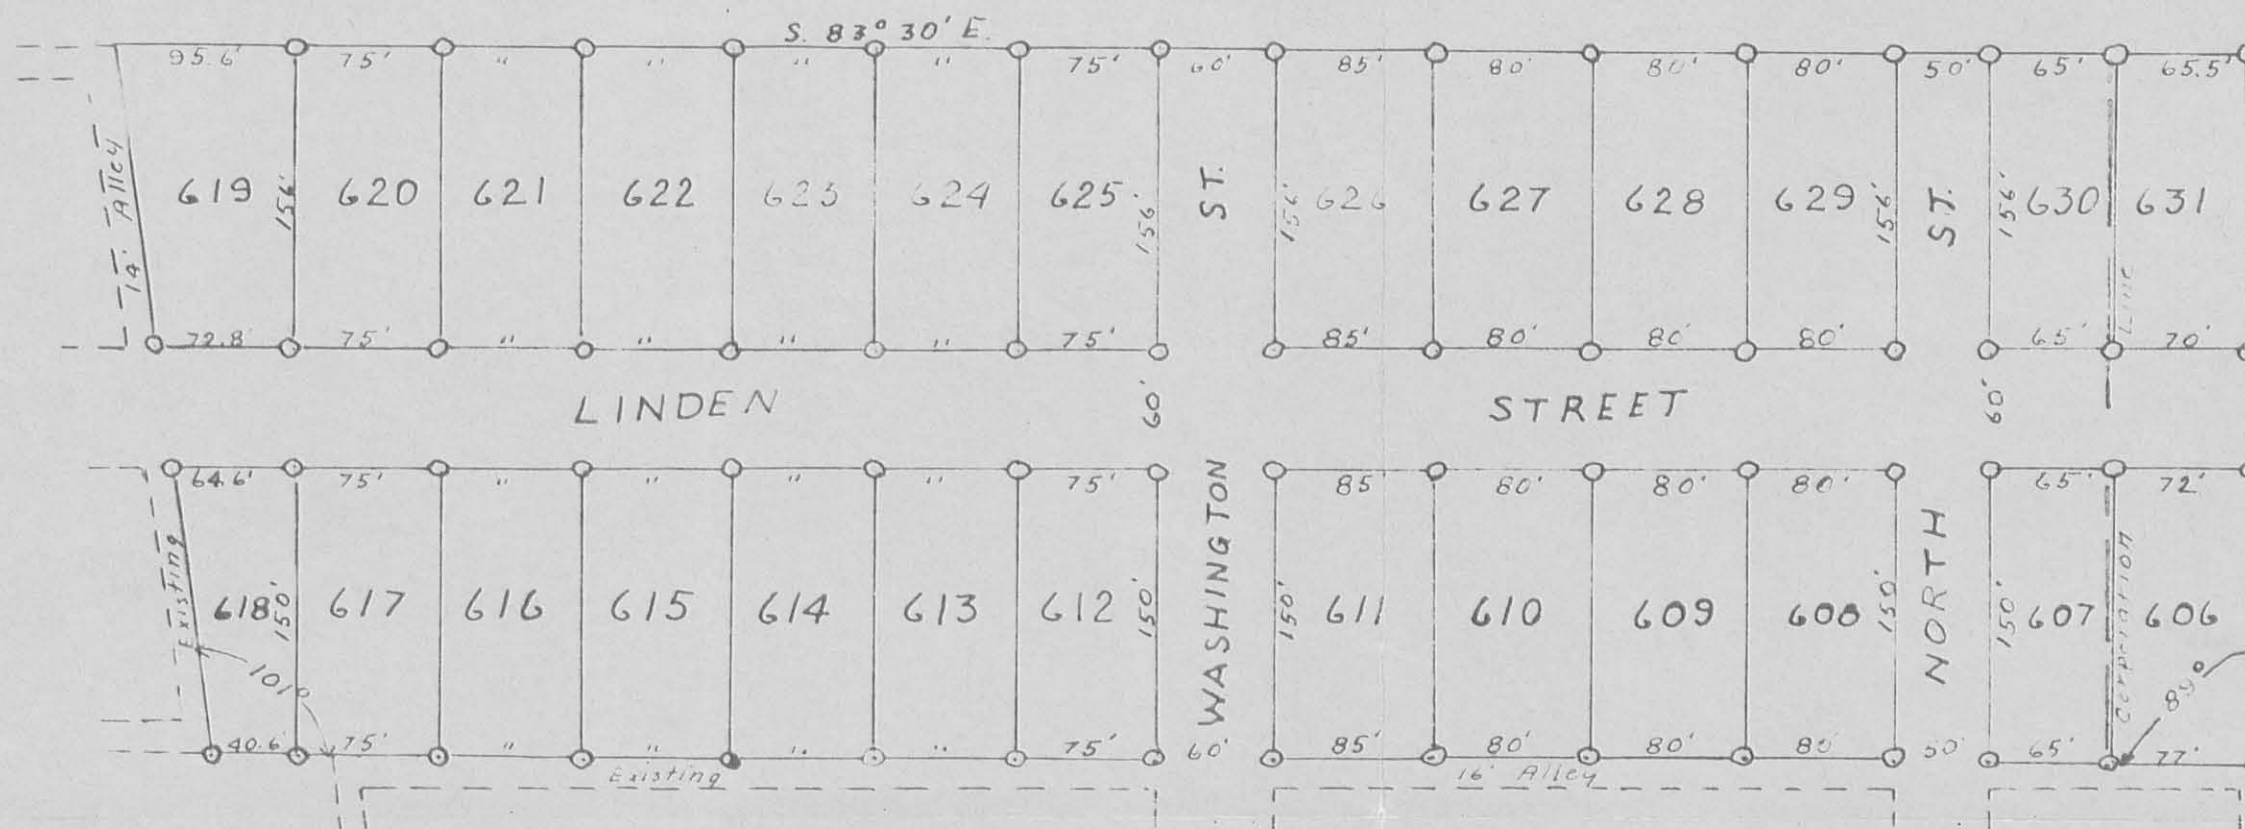 S. 83° 30' E.
95.6' 75' " " " " 75' 60' 85' 80' 80' 80' 50' 65' 65.5'
14' Alley
619 156' 620 621 622 623 624 625 156' ST. 156' 626 627 628 629 156' ST. 156' 630 631
Line
72.8' 75' " " " " 75' 85' 80' 80' 80' 65' 70'
LINDEN 60' STREET 60'
64.6' 75' " " " " 75' 85' 80' 80' 80' 65' 72'
WASHINGTON
NORTH
Existing
Corporation
618 150' 617 616 615 614 613 612 150' 150' 611 610 609 608 150' 150' 607 606
101°
89°
40.6' 75' " " " " 75' 60' 85' 80' 80' 80' 50' 65' 77'
Existing 16' Alley